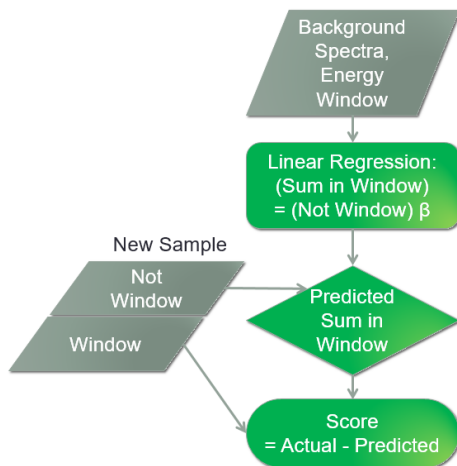 Background
Spectra,
Energy
Window
Linear Regression:
(Sum in Window)
= (Not Window) β
New Sample
Not
Window
Window
Predicted
Sum in
Window
Score
= Actual - Predicted